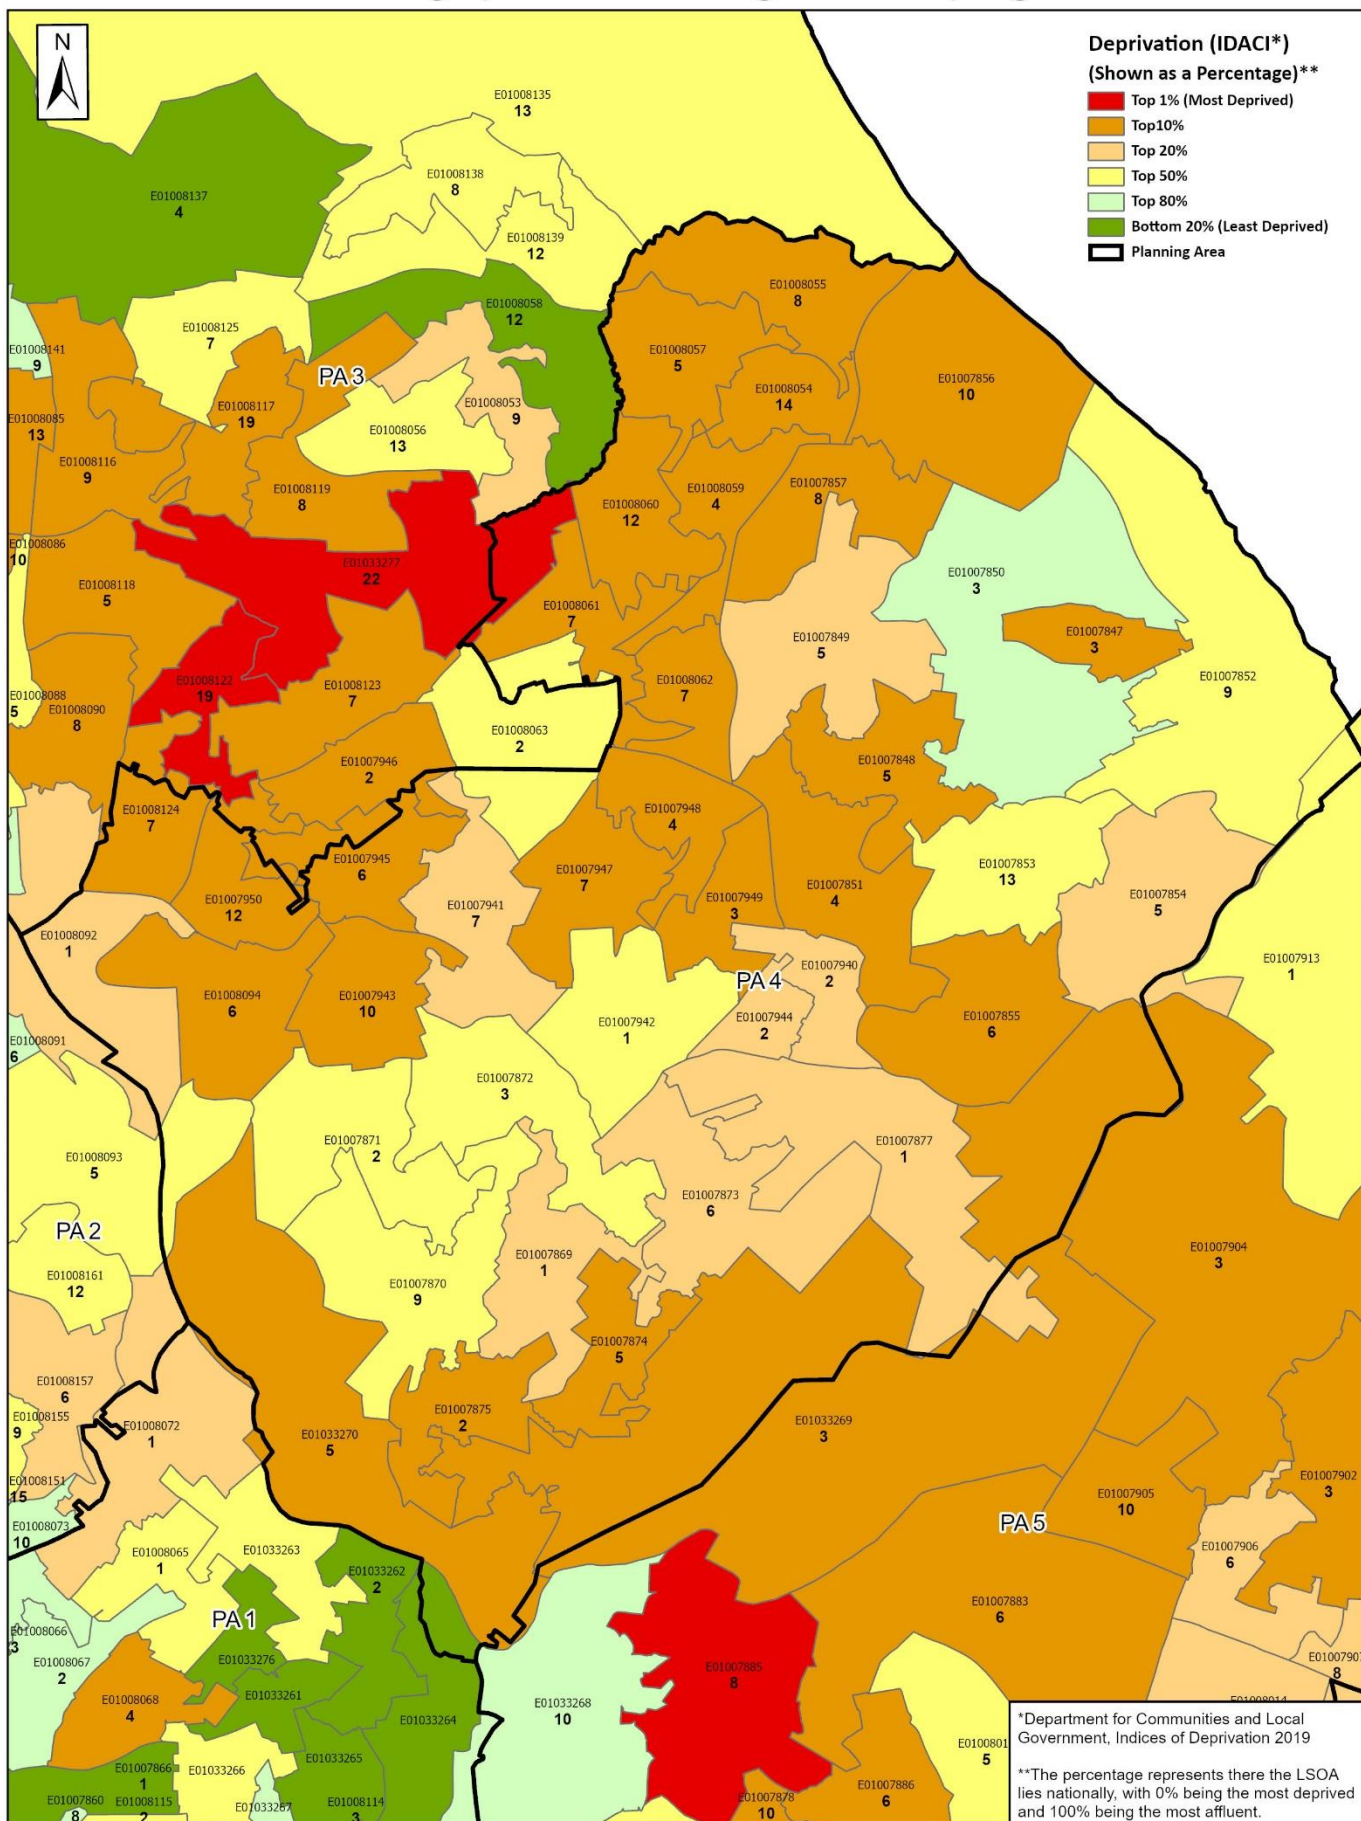 N
Deprivation (IDACI*)
(Shown as a Percentage)**
Top 1% (Most Deprived)
Top10%
Top 20%
Top 50%
Top 80%
Bottom 20% (Least Deprived)
Planning Area
E01008135
13
E01008138
8
E01008137
4
E01008139
12
E01008058
12
E01008055
8
E01008125
7
E01008141
9
E01008057
5
PA 3
E01007856
10
E01008054
14
E01008117
19
E01008053
9
E01008085
13
E01008056
13
E01008116
9
E01008119
8
E01008059
4
E01007857
8
E01008060
12
E01008086
10
E01033277
22
E01007850
3
E01008118
5
E01008061
7
E01007847
3
E01007849
5
E01008122
19
E01008123
7
E01008062
7
E01007852
9
E01008088
5
E01008090
8
E01008063
2
E01007946
2
E01007848
5
E01008124
7
E01007948
4
E01007945
6
E01007947
7
E01007853
13
E01007851
4
E01007854
5
E01007950
12
E01007941
7
E01007949
3
E01008092
1
E01007940
2
E01007913
1
PA 4
E01008094
6
E01007943
10
E01007942
1
E01007944
2
E01007855
6
E01008091
6
E01007872
3
E01007871
2
E01007877
1
E01008093
5
E01007873
6
PA 2
E01007904
3
E01007869
1
E01008161
12
E01007870
9
E01007874
5
E01008157
6
E01007875
2
E01008155
9
E01008072
1
E01033269
3
E01033270
5
E01007902
3
E01008151
15
E01007905
10
PA 5
E01008073
10
E01007906
6
E01008065
1
E01033263
E01033262
2
E01007883
6
PA 1
E01008066
3
E01008067
2
E01007907
8
E01033276
E01007885
8
E01033261
E01008068
4
E01033268
10
E01033264
E0100801
5
E01033265
E01007866
1
E01033266
E01007886
6
E01007878
10
E01007860
8
E01008115
2
E01033267
E01008114
3
*Department for Communities and Local
Government, Indices of Deprivation 2019
**The percentage represents there the LSOA
lies nationally, with 0% being the most deprived
and 100% being the most affluent.